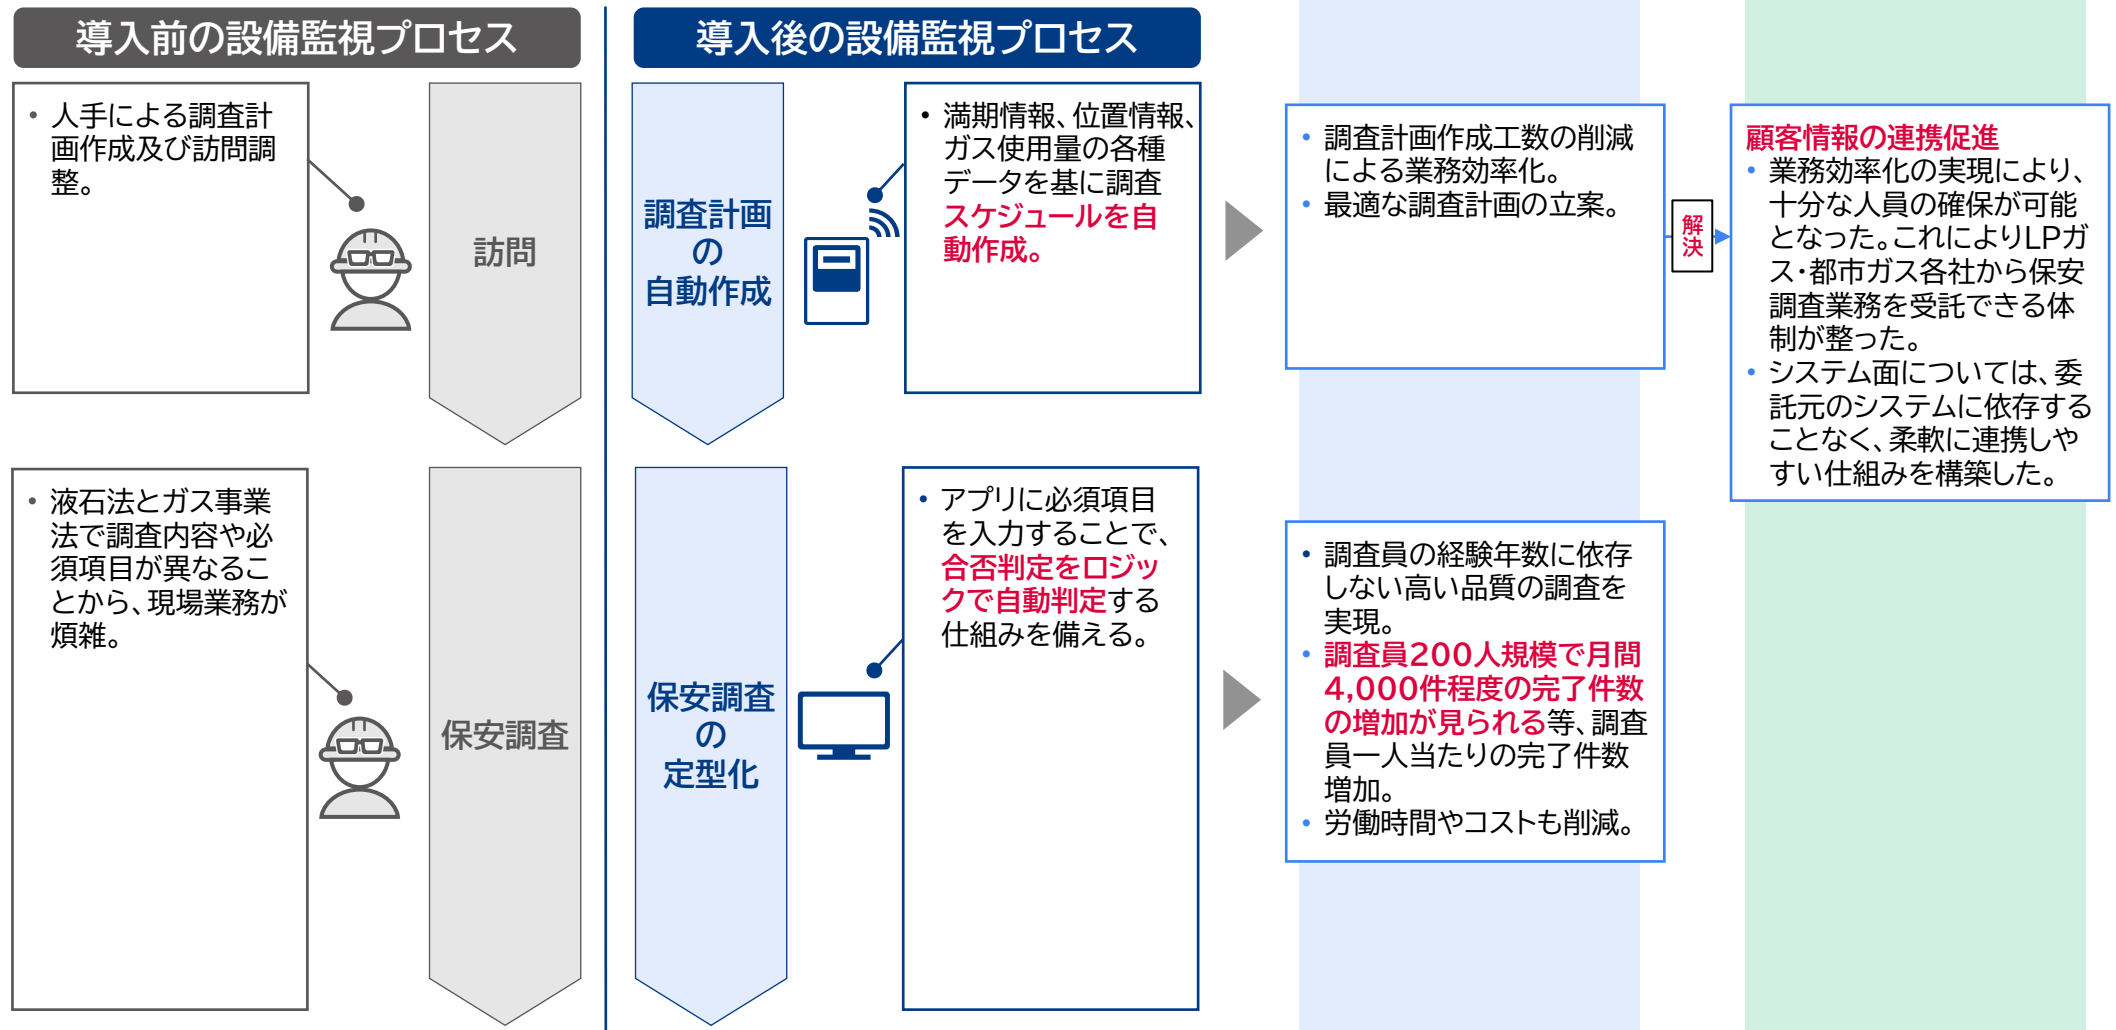 導入前の設備監視プロセス
導入後の設備監視プロセス
• 人手による調査計
画作成及び訪問調
整。
訪問
調査計画
の
自動作成
• 満期情報、位置情報、
ガス使用量の各種
データを基に調査
スケジュールを自
動作成。
• 調査計画作成工数の削減
による業務効率化。
• 最適な調査計画の立案。
解
決
顧客情報の連携促進
• 業務効率化の実現により、
十分な人員の確保が可能
となった。これによりLPガ
ス・都市ガス各社から保安
調査業務を受託できる体
制が整った。
• システム面については、委
託元のシステムに依存する
ことなく、柔軟に連携しや
すい仕組みを構築した。
• 液石法とガス事業
法で調査内容や必
須項目が異なるこ
とから、現場業務が
煩雑。
保安調査
保安調査
の
定型化
• アプリに必須項目
を入力することで、
合否判定をロジッ
クで自動判定する
仕組みを備える。
• 調査員の経験年数に依存
しない高い品質の調査を
実現。
• 調査員200人規模で月間
4,000件程度の完了件数
の増加が見られる等、調査
員一人当たりの完了件数
増加。
• 労働時間やコストも削減。